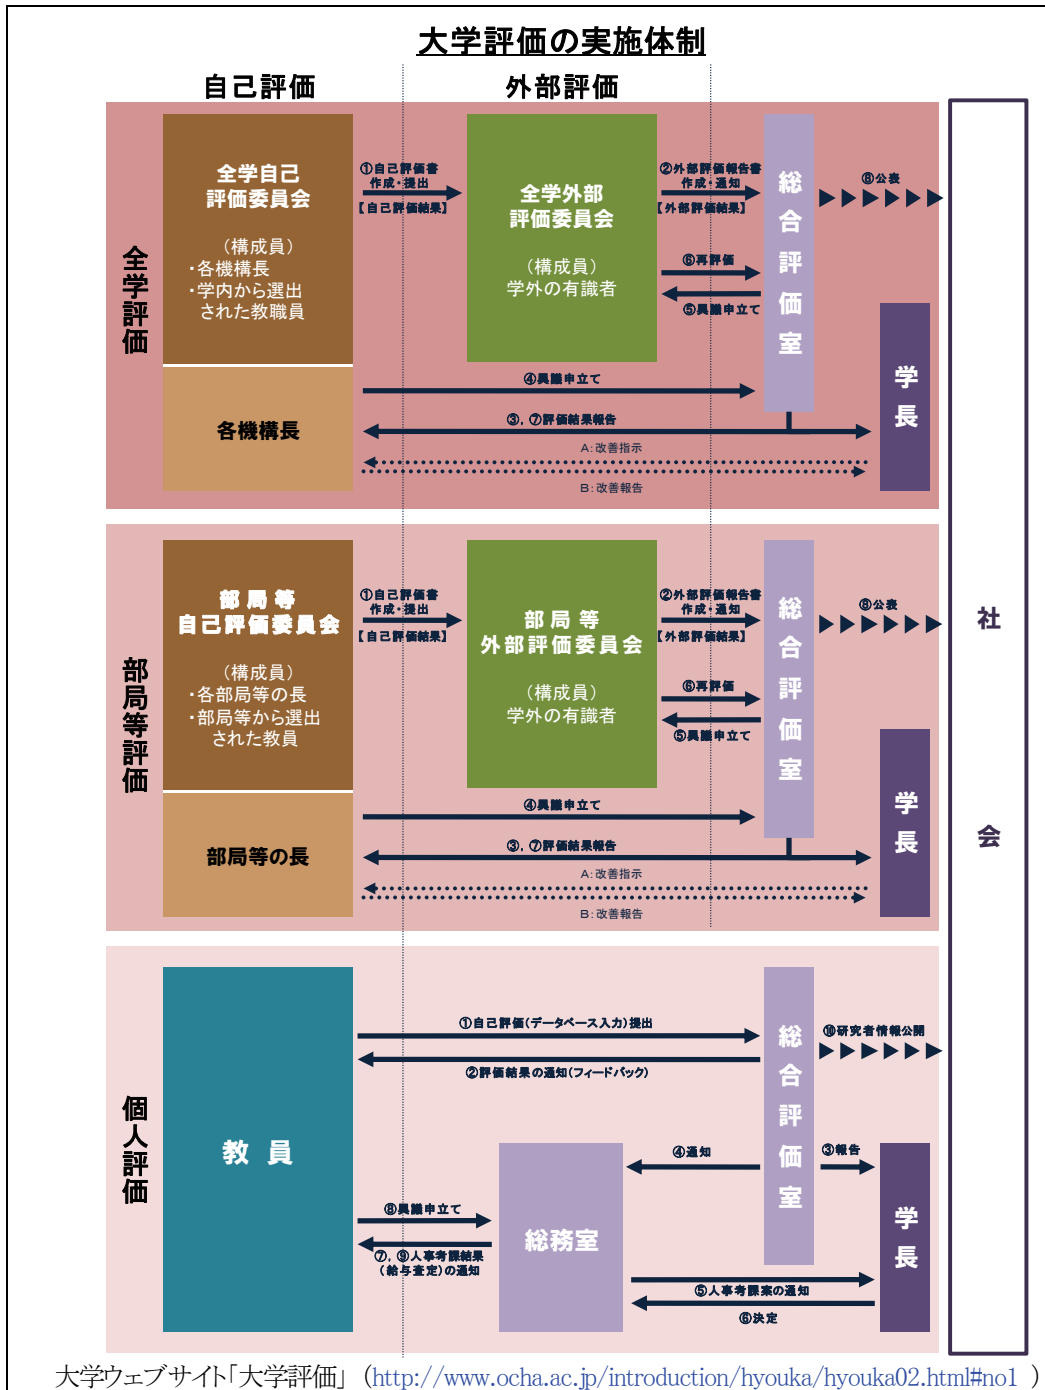 大学評価の実施体制
自己評価
外部評価
全学評価
全学自己
評価委員会
(構成員)
・各機構長
・学内から選出
された教職員
各機構長
①自己評価書
作成・提出
【自己評価結果】
全学外部
評価委員会
(構成員)
学外の有識者
②外部評価報告書
作成・通知
【外部評価結果】
⑥再評価
⑤異議申立て
④異議申立て
③,⑦評価結果報告
A:改善指示
B:改善報告
総合評価室
⑧公表
学長
部局等評価
部局等
自己評価委員会
(構成員)
・各部局等の長
・部局等から選出
された教員
部局等の長
①自己評価書
作成・提出
【自己評価結果】
部局等
外部評価委員会
(構成員)
学外の有識者
②外部評価報告書
作成・通知
【外部評価結果】
⑥再評価
⑤異議申立て
④異議申立て
③,⑦評価結果報告
A:改善指示
B:改善報告
総合評価室
⑧公表
学長
個人評価
教員
①自己評価(データベース入力)提出
②評価結果の通知(フィードバック)
総合評価室
⑩研究者情報公開
④通知
③報告
⑧異議申立て
⑦,⑨人事考課結果
(給与査定)の通知
総務室
⑤人事考課案の通知
⑥決定
学長
社会
大学ウェブサイト「大学評価」(http://www.ocha.ac.jp/introduction/hyouka/hyouka02.html#no1 )